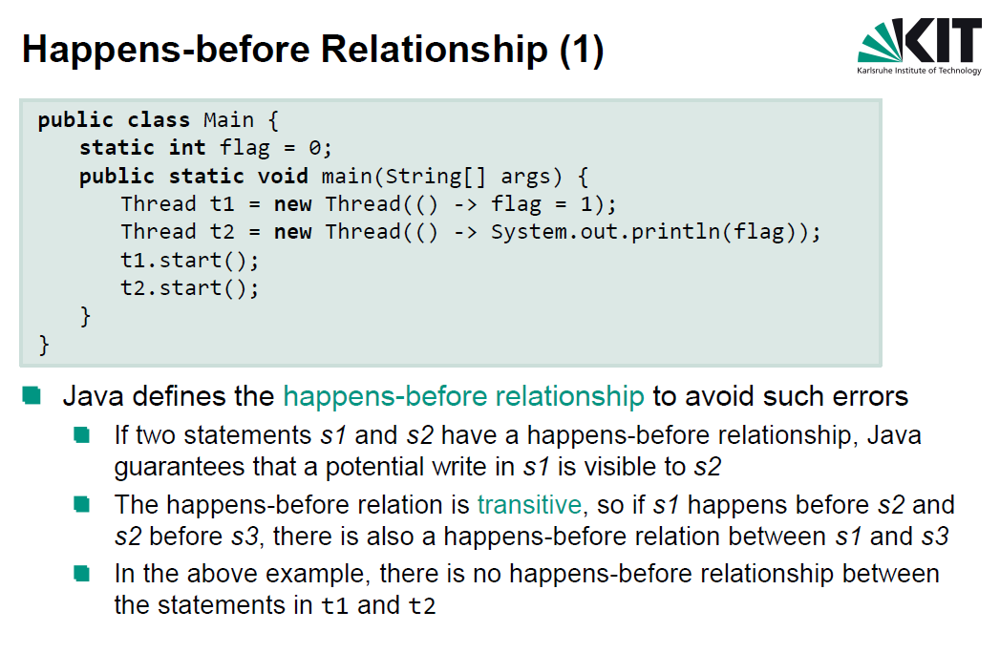 Happens-before Relationship (1)
KIT
Karlsruhe Institute of Technology
public class Main {
static int flag = 0;
public static void main(String[] args) {
Thread t1 = new Thread(() -> flag = 1);
Thread t2 = new Thread(() -> System.out.println(flag));
t1.start();
t2.start();
}
}
Java defines the happens-before relationship to avoid such errors
If two statements s1 and s2 have a happens-before relationship, Java
guarantees that a potential write in s1 is visible to s2
The happens-before relation is transitive, so if s1 happens before s2 and
s2 before s3, there is also a happens-before relation between s1 and s3
In the above example, there is no happens-before relationship between
the statements in t1 and t2